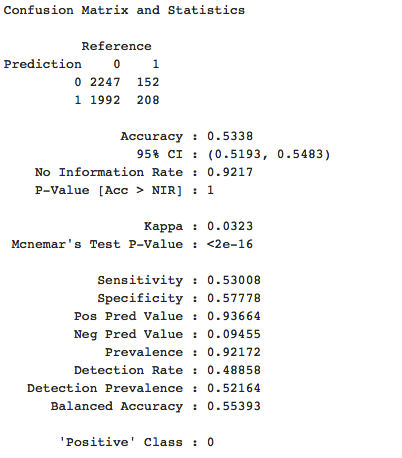 Confusion Matrix and Statistics
Reference
Prediction 0 1
0 2247 152
1 1992 208
Accuracy : 0.5338
95% CI : (0.5193, 0.5483)
No Information Rate : 0.9217
P-Value [Acc > NIR] : 1
Kappa : 0.0323
Mcnemar's Test P-Value : <2e-16
Sensitivity : 0.53008
Specificity : 0.57778
Pos Pred Value : 0.93664
Neg Pred Value : 0.09455
Prevalence : 0.92172
Detection Rate : 0.48858
Detection Prevalence : 0.52164
Balanced Accuracy : 0.55393
'Positive' Class : 0